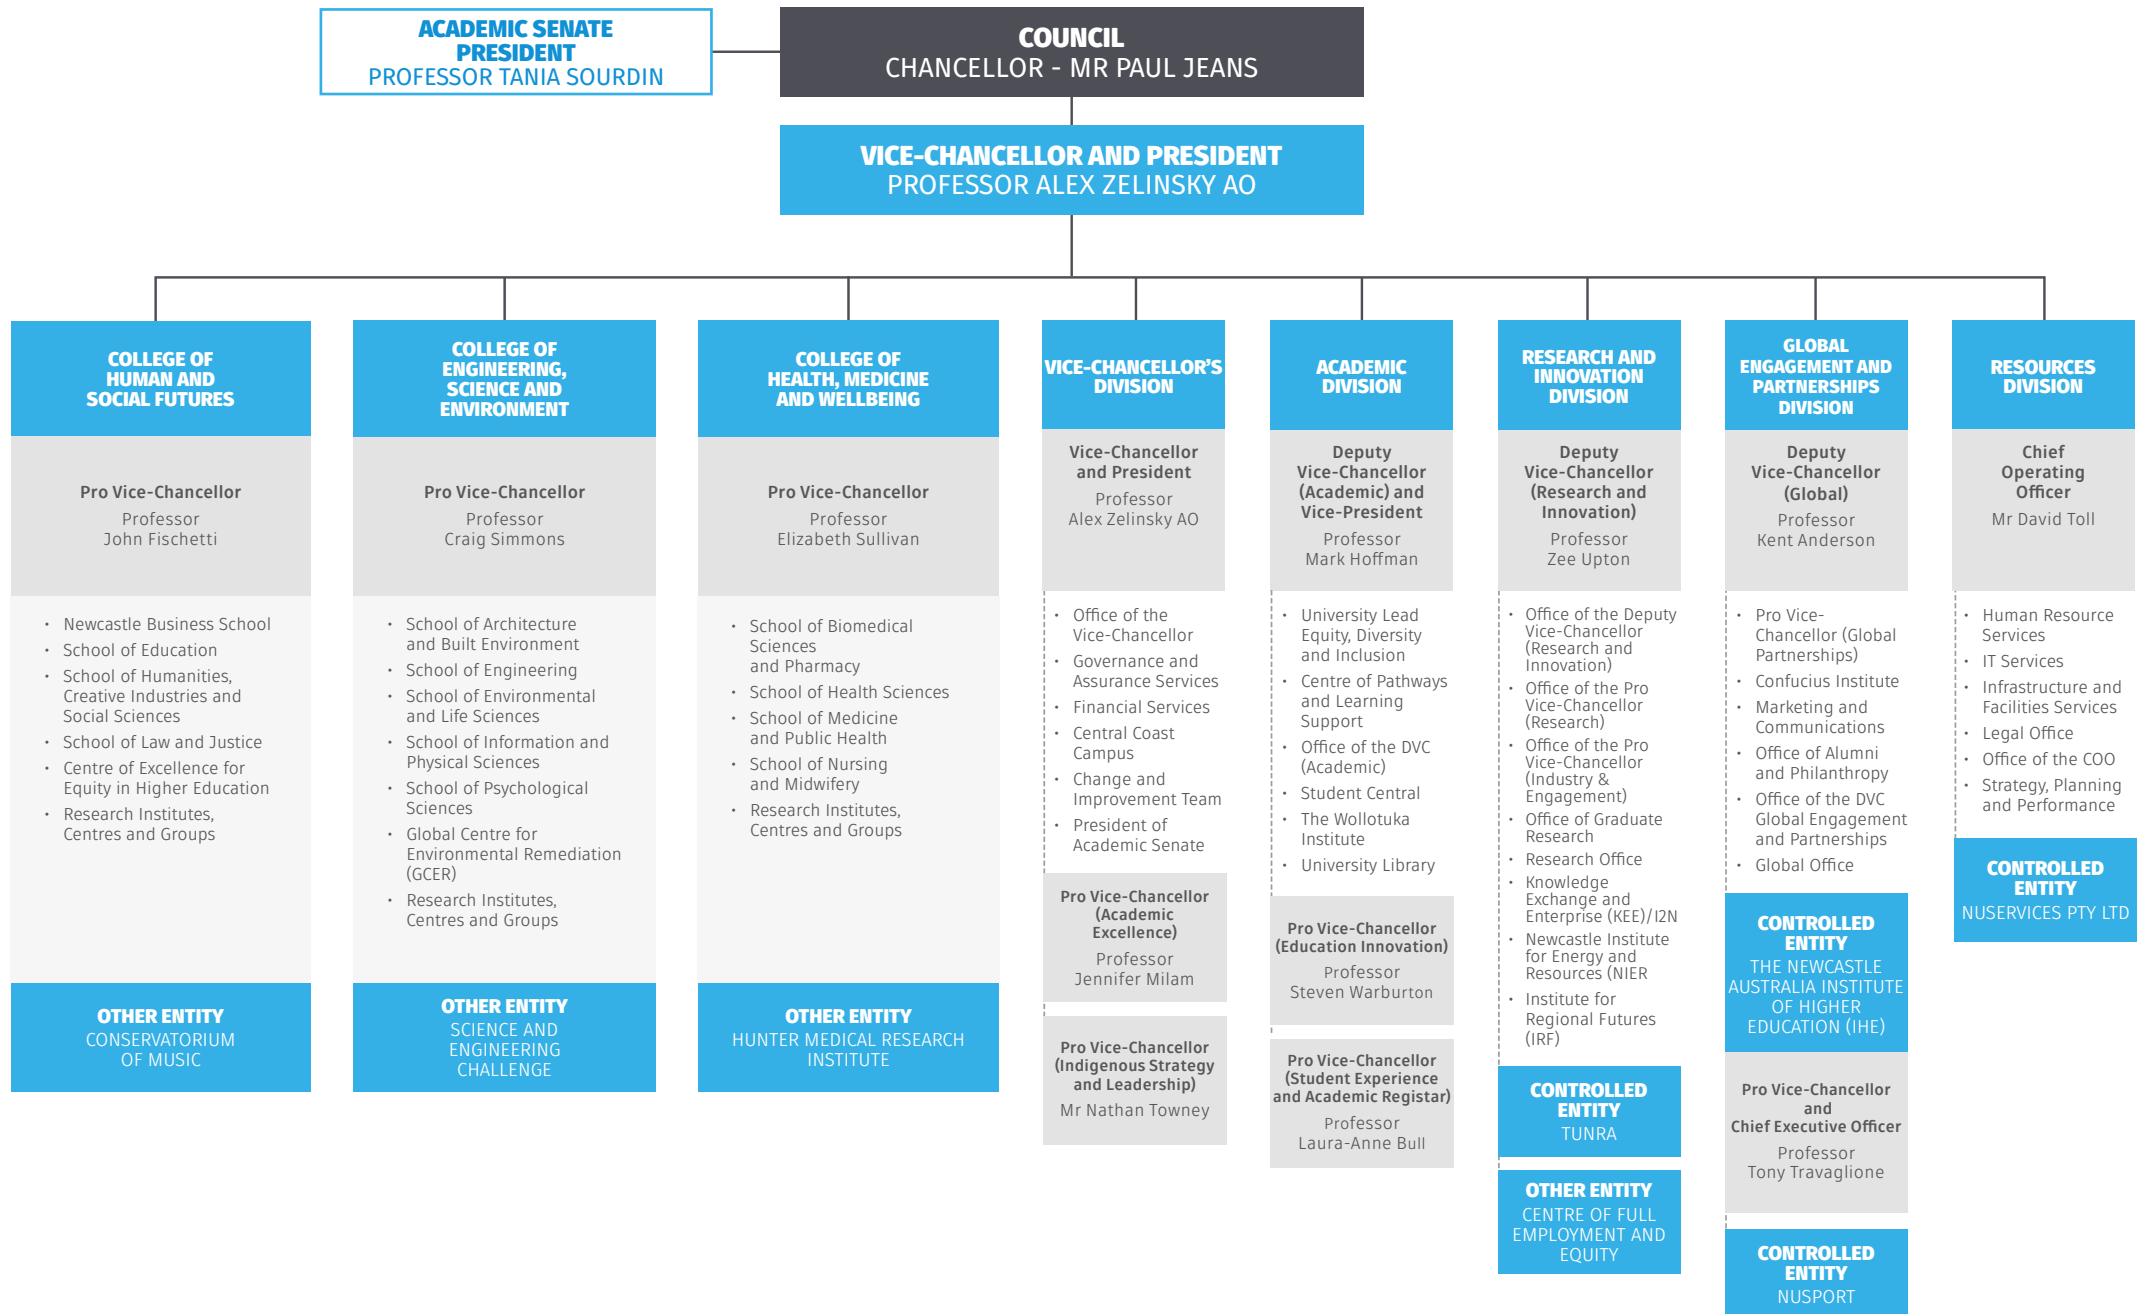 ACADEMIC SENATE
PRESIDENT
PROFESSOR TANIA SOURDIN
COUNCIL
CHANCELLOR - MR PAUL JEANS
VICE-CHANCELLOR AND PRESIDENT
PROFESSOR ALEX ZELINSKY AO
COLLEGE OF
HUMAN AND
SOCIAL FUTURES
Pro Vice-Chancellor
Professor
John Fischetti
• Newcastle Business School
• School of Education
• School of Humanities,
Creative Industries and
Social Sciences
• School of Law and Justice
• Centre of Excellence for
Equity in Higher Education
• Research Institutes,
Centres and Groups
OTHER ENTITY
CONSERVATORIUM
OF MUSIC
COLLEGE OF
ENGINEERING,
SCIENCE AND
ENVIRONMENT
Pro Vice-Chancellor
Professor
Craig Simmons
• School of Architecture
and Built Environment
• School of Engineering
• School of Environmental
and Life Sciences
• School of Information and
Physical Sciences
• School of Psychological
Sciences
• Global Centre for
Environmental Remediation
(GCER)
• Research Institutes,
Centres and Groups
OTHER ENTITY
SCIENCE AND
ENGINEERING
CHALLENGE
COLLEGE OF
HEALTH, MEDICINE
AND WELLBEING
Pro Vice-Chancellor
Professor
Elizabeth Sullivan
• School of Biomedical
Sciences
and Pharmacy
• School of Health Sciences
• School of Medicine
and Public Health
• School of Nursing
and Midwifery
• Research Institutes,
Centres and Groups
OTHER ENTITY
HUNTER MEDICAL RESEARCH
INSTITUTE
VICE-CHANCELLOR'S
DIVISION
Vice-Chancellor
and President
Professor
Alex Zelinsky AO
• Office of the
Vice-Chancellor
• Governance and
Assurance Services
• Financial Services
• Central Coast
Campus
• Change and
Improvement Team
• President of
Academic Senate
Pro Vice-Chancellor
(Academic
Excellence)
Professor
Jennifer Milam
Pro Vice-Chancellor
(Indigenous Strategy
and Leadership)
Mr Nathan Towney
ACADEMIC
DIVISION
Deputy
Vice-Chancellor
(Academic) and
Vice-President
Professor
Mark Hoffman
• University Lead
Equity, Diversity
and Inclusion
• Centre of Pathways
and Learning
Support
• Office of the DVC
(Academic)
• Student Central
• The Wollotuka
Institute
• University Library
Pro Vice-Chancellor
(Education Innovation)
Professor
Steven Warburton
Pro Vice-Chancellor
(Student Experience
and Academic Registar)
Professor
Laura-Anne Bull
RESEARCH AND
INNOVATION
DIVISION
Deputy
Vice-Chancellor
(Research and
Innovation)
Professor
Zee Upton
• Office of the Deputy
Vice-Chancellor
(Research and
Innovation)
• Office of the Pro
Vice-Chancellor
(Research)
• Office of the Pro
Vice-Chancellor
(Industry &
Engagement)
• Office of Graduate
Research
• Research Office
• Knowledge
Exchange and
Enterprise (KEE)/I2N
• Newcastle Institute
for Energy and
Resources (NIER
• Institute for
Regional Futures
(IRF)
CONTROLLED
ENTITY
TUNRA
OTHER ENTITY
CENTRE OF FULL
EMPLOYMENT AND
EQUITY
GLOBAL
ENGAGEMENT AND
PARTNERSHIPS
DIVISION
Deputy
Vice-Chancellor
(Global)
Professor
Kent Anderson
• Pro Vice-
Chancellor (Global
Partnerships)
• Confucius Institute
• Marketing and
Communications
• Office of Alumni
and Philanthropy
• Office of the DVC
Global Engagement
and Partnerships
• Global Office
CONTROLLED
ENTITY
THE NEWCASTLE
AUSTRALIA INSTITUTE
OF HIGHER
EDUCATION (IHE)
Pro Vice-Chancellor
and
Chief Executive Officer
Professor
Tony Travaglione
CONTROLLED
ENTITY
NUSPORT
RESOURCES
DIVISION
Chief
Operating
Officer
Mr David Toll
• Human Resource
Services
• IT Services
• Infrastructure and
Facilities Services
• Legal Office
• Office of the COO
• Strategy, Planning
and Performance
CONTROLLED
ENTITY
NUSERVICES PTY LTD